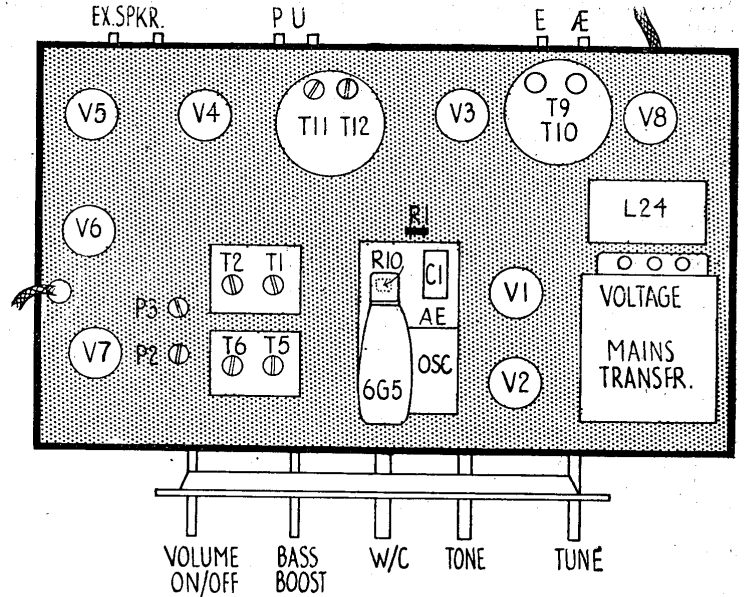 EX.SPKR.
P U
E
Æ
V5
V4
T11 T12
V3
T9
T10
V8
V6
R1
L24
T2 T1
R10
C1
V1
VOLTAGE
P3
AE
V7
P2
T6 T5
6G5
OSC
V2
MAINS
TRANSFR.
VOLUME
ON/OFF
BASS
BOOST
W/C
TONE
TUNE